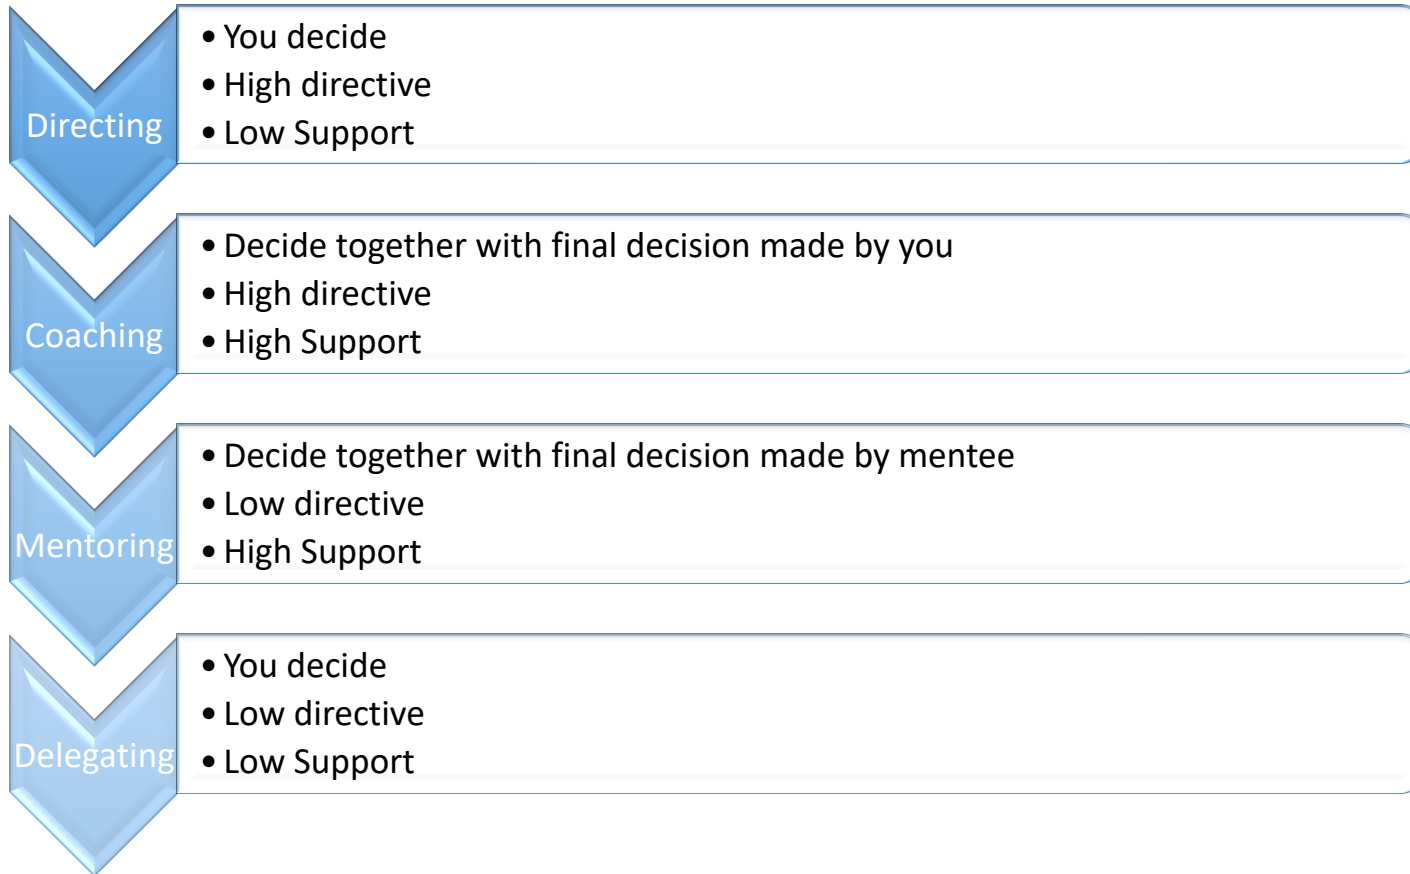 Directing
• You decide
• High directive
• Low Support
Coaching
• Decide together with final decision made by you
• High directive
• High Support
Mentoring
• Decide together with final decision made by mentee
• Low directive
• High Support
Delegating
• You decide
• Low directive
• Low Support